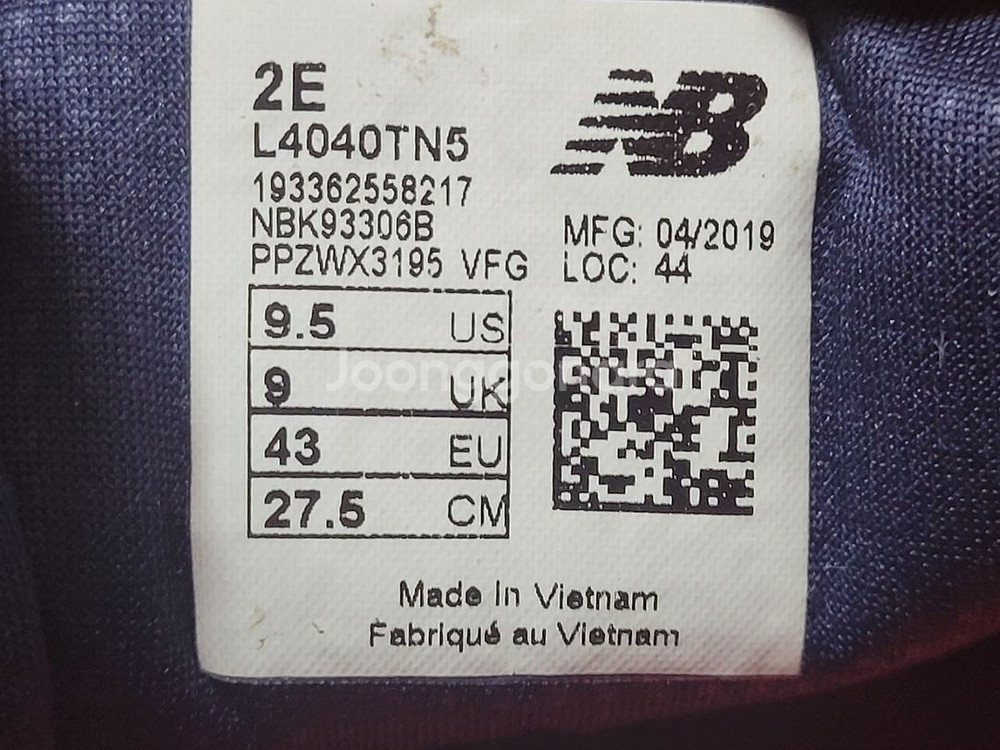 2E
L4040TN5
193362558217
NBK93306B
PPZWX3195 VFG
NB
MFG: 04/2019
LOC: 44
9.5 US
9 UK
43 EU
27.5 CM
Made In Vietnam
Fabriqué au Vietnam